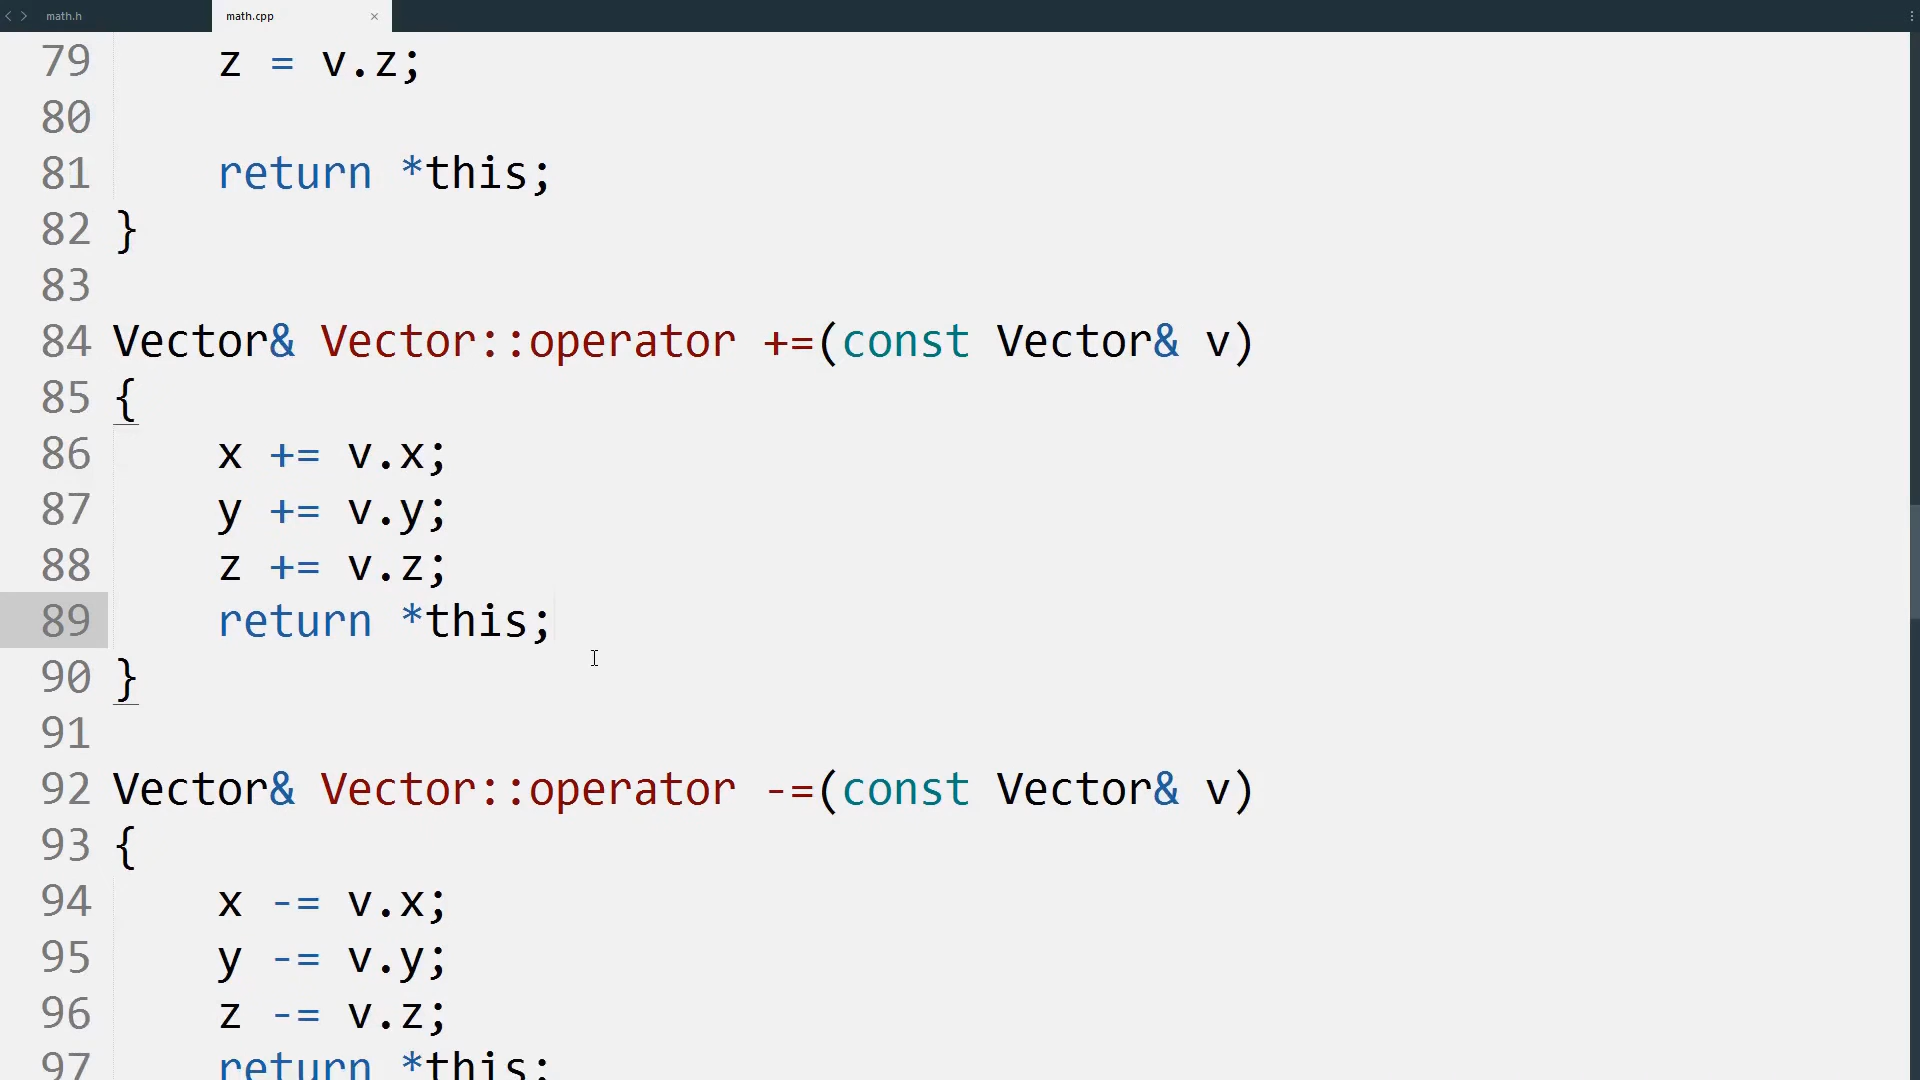 math.h
math.cpp
79 z = v.z;
80
81 return *this;
82 }
83
84 Vector& Vector::operator +=(const Vector& v)
85 {
86 x += v.x;
87 y += v.y;
88 z += v.z;
89 return *this;
90 }
91
92 Vector& Vector::operator -=(const Vector& v)
93 {
94 x -= v.x;
95 y -= v.y;
96 z -= v.z;
97 return *this;